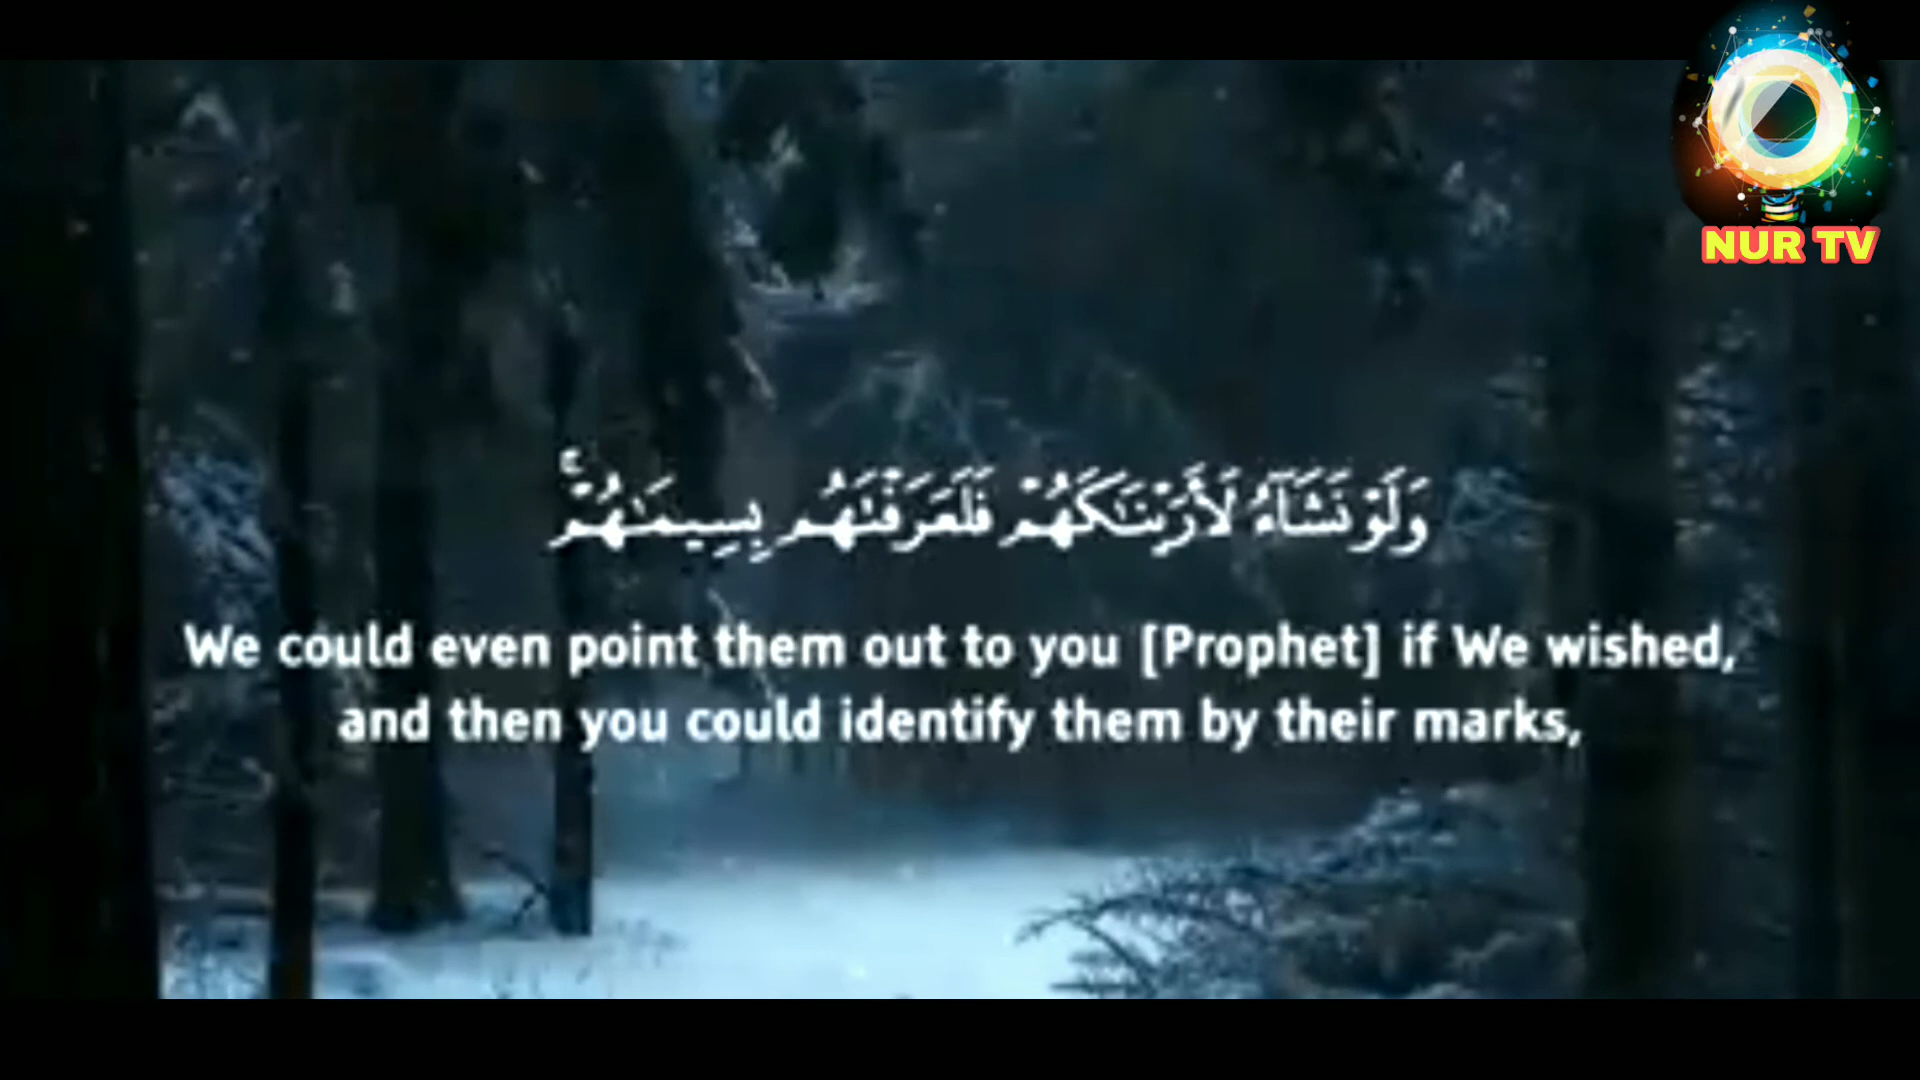 NUR TV
وَلَوْ نَشَآءُ لَأَرَيْنَٰكَهُمْ فَلَعَرَفْتَهُم بِسِيمَٰهُمْ ۚ
We could even point them out to you [Prophet] if We wished,
and then you could identify them by their marks,